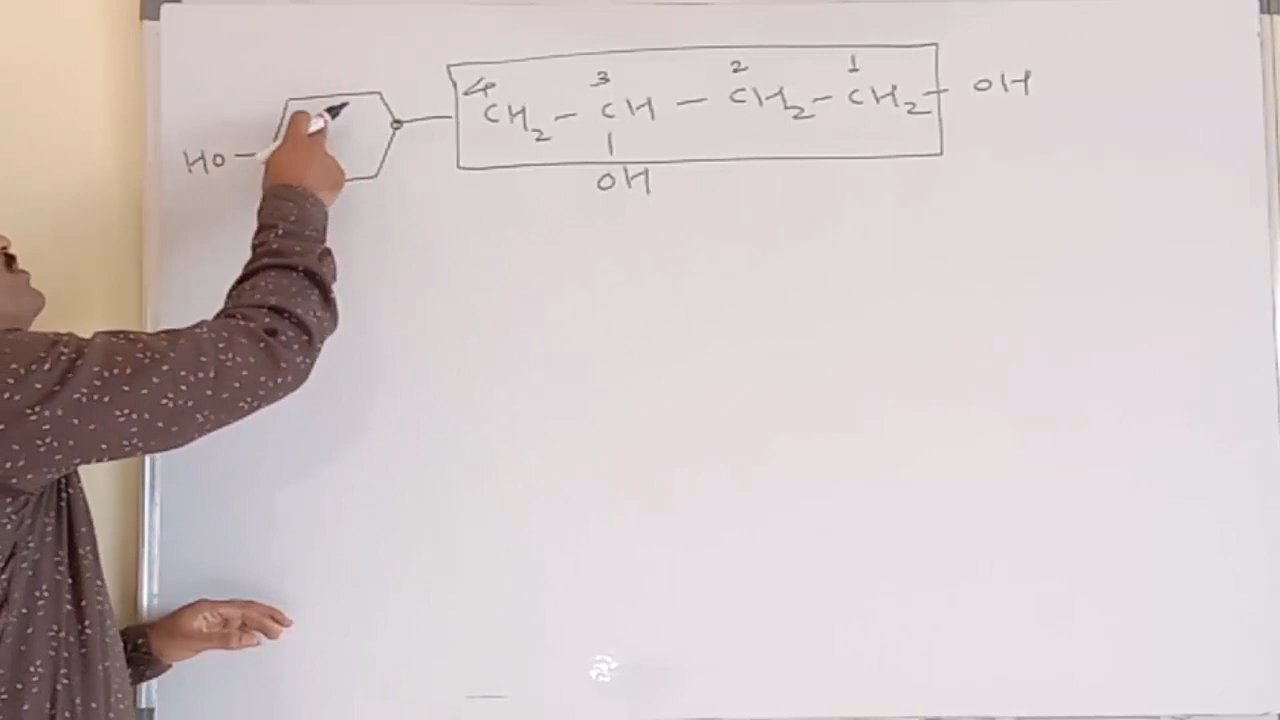 4 3 2 1
HO CH₂ – CH – CH₂ – CH₂ – OH
OH